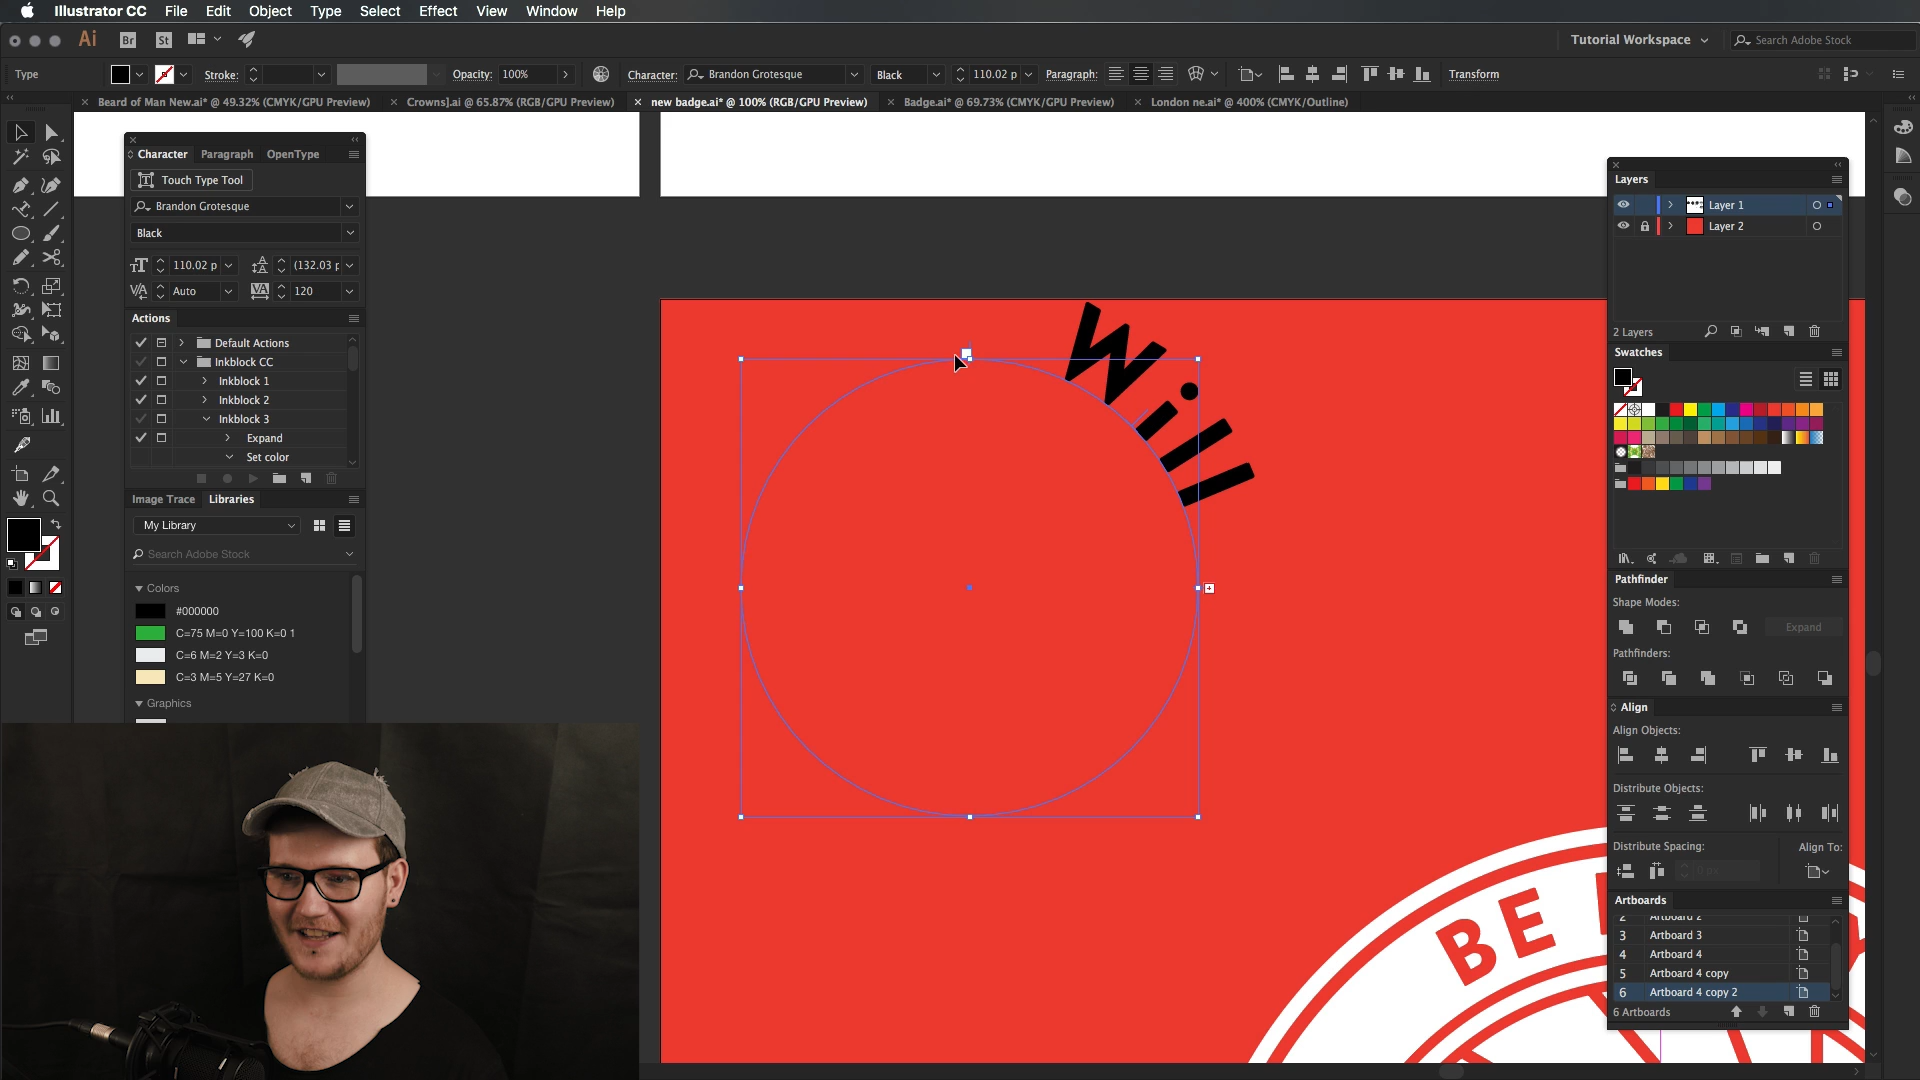 Illustrator CC File Edit Object Type Select Effect View Window Help
Ai Br St Tutorial Workspace Search Adobe Stock
Type Stroke: Opacity: 100% Character: Brandon Grotesque Black 110.02 p Paragraph: Transform
Beard of Man New.ai* @ 49.32% (CMYK/GPU Preview) Crowns].ai @ 65.87% (RGB/GPU Preview) new badge.ai* @ 100% (RGB/GPU Preview) Badge.ai* @ 69.73% (CMYK/GPU Preview) London ne.ai* @ 400% (CMYK/Outline)
Character Paragraph OpenType
Touch Type Tool
Brandon Grotesque
Black
110.02 p (132.03 p
Auto 120
Actions
Default Actions
Inkblock CC
Inkblock 1
Inkblock 2
Inkblock 3
Expand
Set color
Image Trace Libraries
My Library
Search Adobe Stock
Colors
#000000
C=75 M=0 Y=100 K=0 1
C=6 M=2 Y=3 K=0
C=3 M=5 Y=27 K=0
Graphics
Will
BE
Layers
Layer 1
Layer 2
2 Layers
Swatches
Pathfinder
Shape Modes:
Expand
Pathfinders:
Align
Align Objects:
Distribute Objects:
Distribute Spacing: Align To:
0 px
Artboards
2 Artboard 2
3 Artboard 3
4 Artboard 4
5 Artboard 4 copy
6 Artboard 4 copy 2
6 Artboards